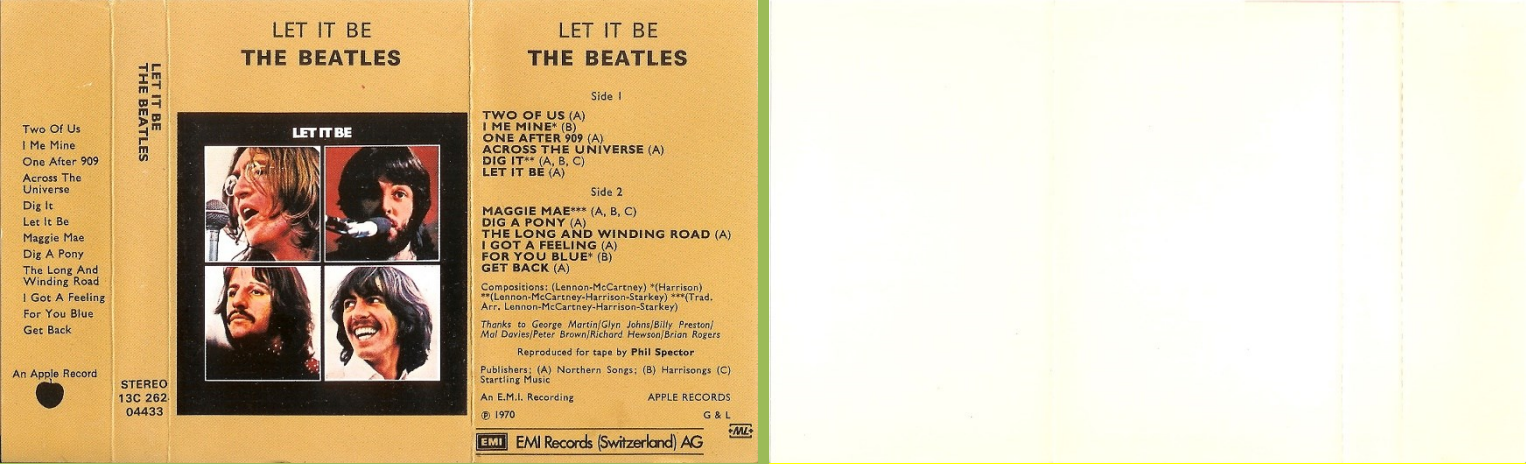 Two Of Us
I Me Mine
One After 909
Across The
Universe
Dig It
Let It Be
Maggie Mae
Dig A Pony
The Long And
Winding Road
I Got A Feeling
For You Blue
Get Back
An Apple Record
LET IT BE
THE BEATLES
STEREO
13C 262-
04433
LET IT BE
THE BEATLES
LET IT BE
LET IT BE
THE BEATLES
Side 1
TWO OF US (A)
I ME MINE* (B)
ONE AFTER 909 (A)
ACROSS THE UNIVERSE (A)
DIG IT** (A, B, C)
LET IT BE (A)
Side 2
MAGGIE MAE*** (A, B, C)
DIG A PONY (A)
THE LONG AND WINDING ROAD (A)
I GOT A FEELING (A)
FOR YOU BLUE* (B)
GET BACK (A)
Compositions: (Lennon-McCartney) *(Harrison)
**(Lennon-McCartney-Harrison-Starkey) ***(Trad.
Arr. Lennon-McCartney-Harrison-Starkey)
Thanks to George Martin/Glyn Johns/Billy Preston/
Mal Davies/Peter Brown/Richard Hewson/Brian Rogers
Reproduced for tape by Phil Spector
Publishers; (A) Northern Songs; (B) Harrisongs (C)
Startling Music
An E.M.I. Recording APPLE RECORDS
℗ 1970 G & L
EMI EMI Records (Switzerland) AG
ML